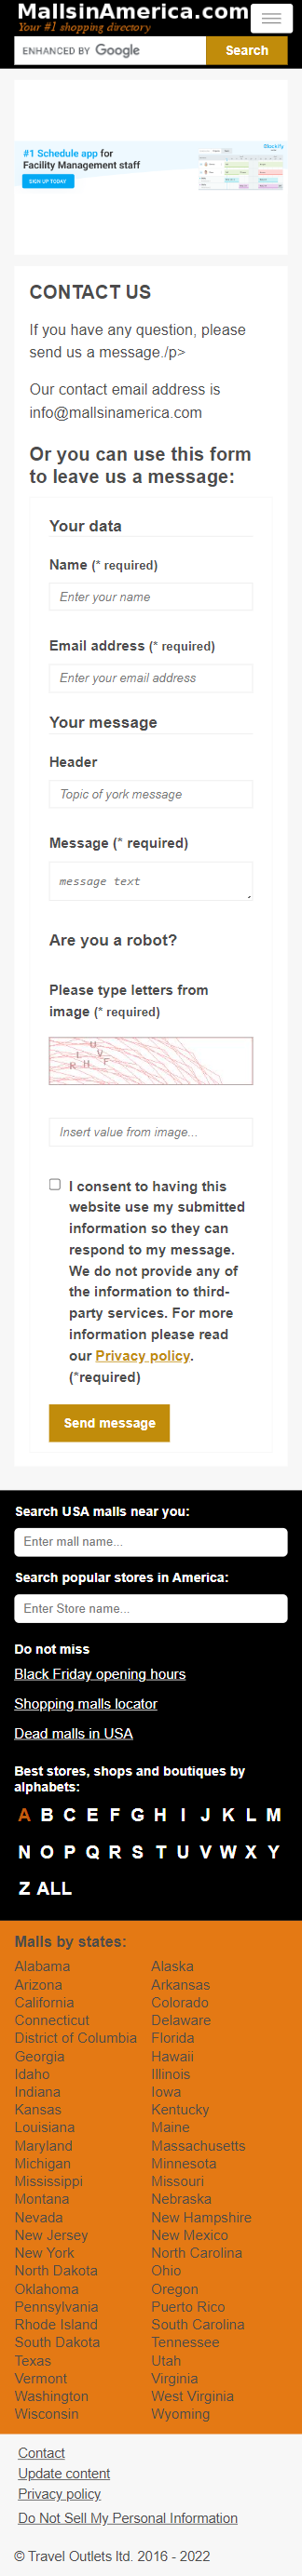 MallsinAmerica.com
Your #1 shopping directory
ENHANCED BY Google
Search
#1 Schedule app for
Facility Management staff
SIGN UP TODAY
CONTACT US
If you have any question, please
send us a message./p>
Our contact email address is
info@mallsinamerica.com
Or you can use this form
to leave us a message:
Your data
Name (* required)
Enter your name
Email address (* required)
Enter your email address
Your message
Header
Topic of york message
Message (* required)
message text
Are you a robot?
Please type letters from
image (* required)
Insert value from image...
I consent to having this
website use my submitted
information so they can
respond to my message.
We do not provide any of
the information to third-
party services. For more
information please read
our Privacy policy.
(*required)
Send message
Search USA malls near you:
Enter mall name...
Search popular stores in America:
Enter Store name...
Do not miss
Black Friday opening hours
Shopping malls locator
Dead malls in USA
Best stores, shops and boutiques by
alphabets:
A B C E F G H I J K L M
N O P Q R S T U V W X Y
Z ALL
Malls by states:
Alabama Alaska
Arizona Arkansas
California Colorado
Connecticut Delaware
District of Columbia Florida
Georgia Hawaii
Idaho Illinois
Indiana Iowa
Kansas Kentucky
Louisiana Maine
Maryland Massachusetts
Michigan Minnesota
Mississippi Missouri
Montana Nebraska
Nevada New Hampshire
New Jersey New Mexico
New York North Carolina
North Dakota Ohio
Oklahoma Oregon
Pennsylvania Puerto Rico
Rhode Island South Carolina
South Dakota Tennessee
Texas Utah
Vermont Virginia
Washington West Virginia
Wisconsin Wyoming
Contact
Update content
Privacy policy
Do Not Sell My Personal Information
© Travel Outlets ltd. 2016 - 2022